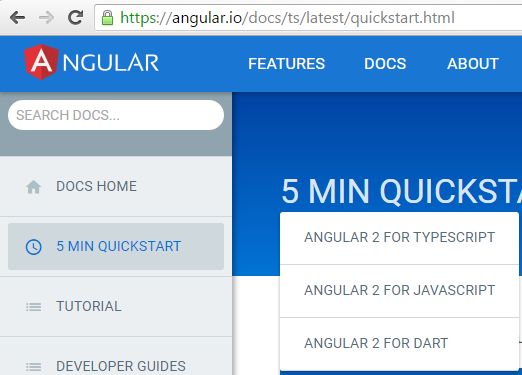 https://angular.io/docs/ts/latest/quickstart.html
ANGULAR
FEATURES DOCS ABOUT
SEARCH DOCS...
DOCS HOME
5 MIN QUICKSTART
TUTORIAL
DEVELOPER GUIDES
5 MIN QUICKSTA
ANGULAR 2 FOR TYPESCRIPT
ANGULAR 2 FOR JAVASCRIPT
ANGULAR 2 FOR DART